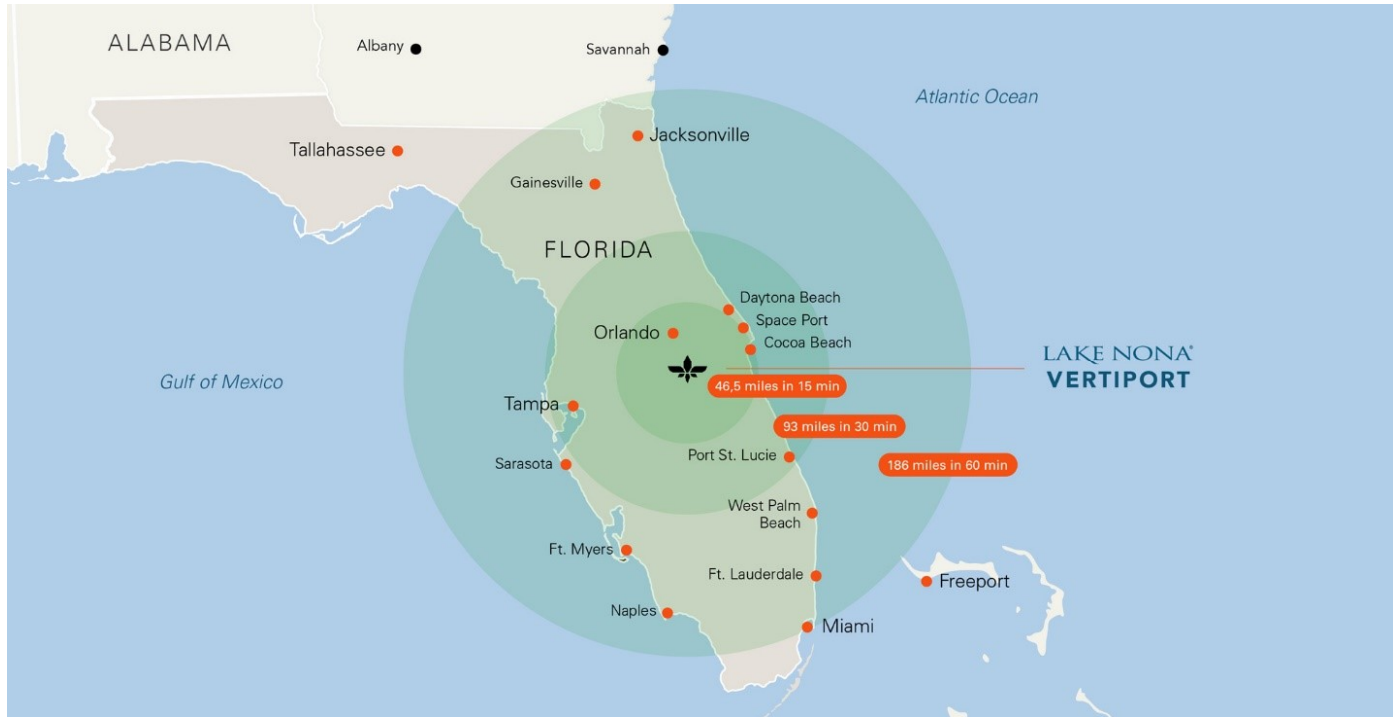 ALABAMA
Albany
Savannah
Atlantic Ocean
Jacksonville
Tallahassee
Gainesville
FLORIDA
Daytona Beach
Space Port
Orlando
Cocoa Beach
LAKE NONA®
VERTIPORT
Gulf of Mexico
46,5 miles in 15 min
Tampa
93 miles in 30 min
Port St. Lucie
Sarasota
186 miles in 60 min
West Palm
Beach
Ft. Myers
Ft. Lauderdale
Freeport
Naples
Miami